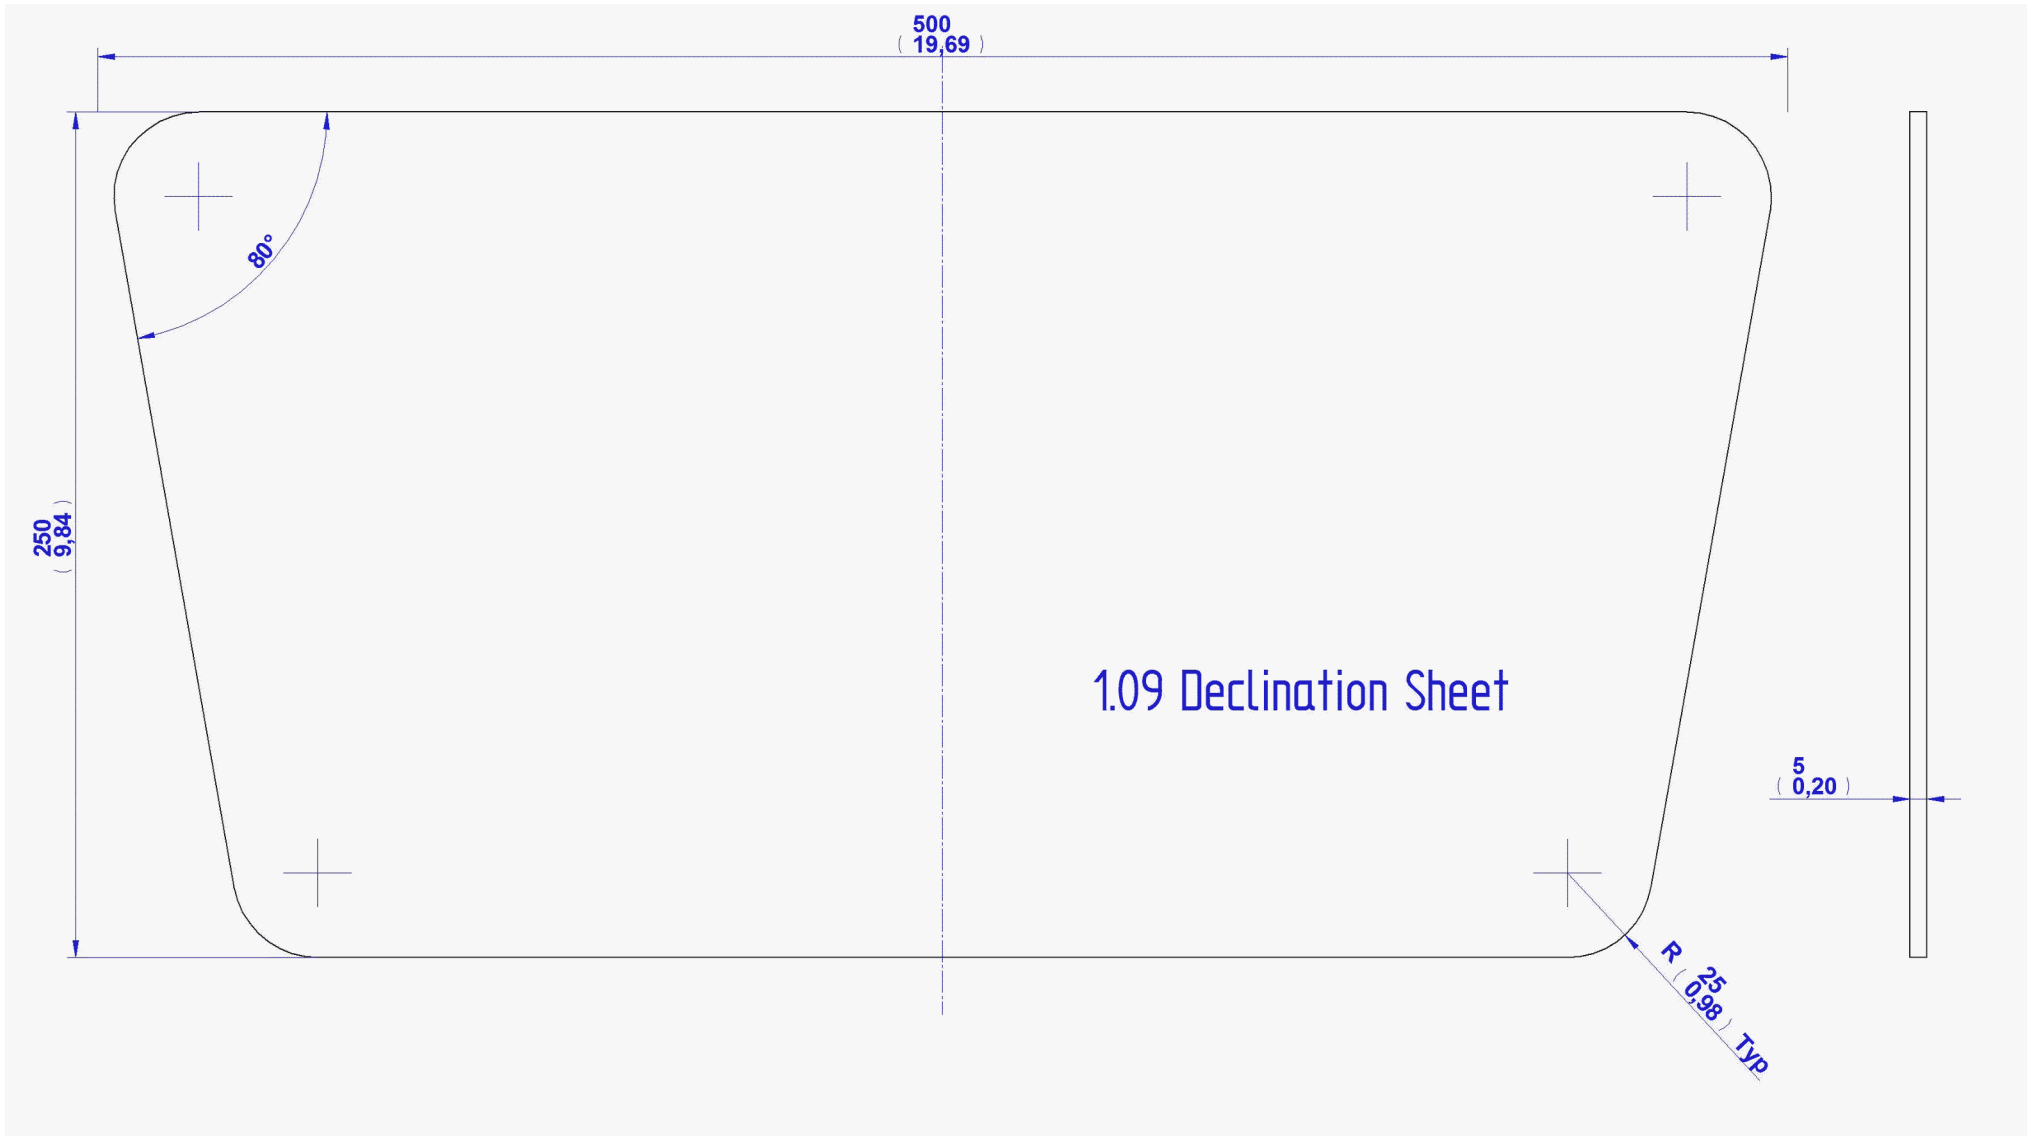 500
( 19,69 )
80°
250
( 9,84 )
1.09 Declination Sheet
5
( 0,20 )
R 25
( 0,98 ) Typ